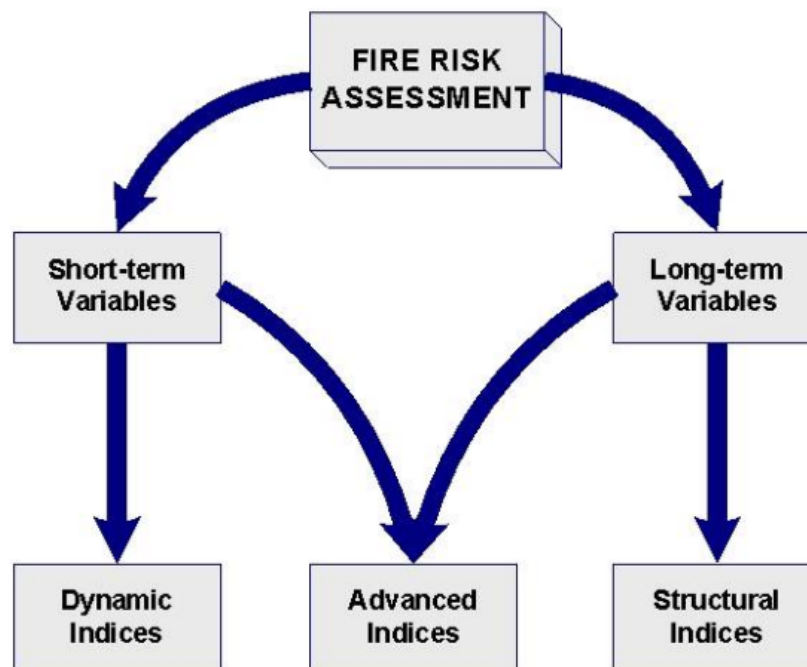 FIRE RISK
ASSESSMENT
Short-term
Variables
Long-term
Variables
Dynamic
Indices
Advanced
Indices
Structural
Indices